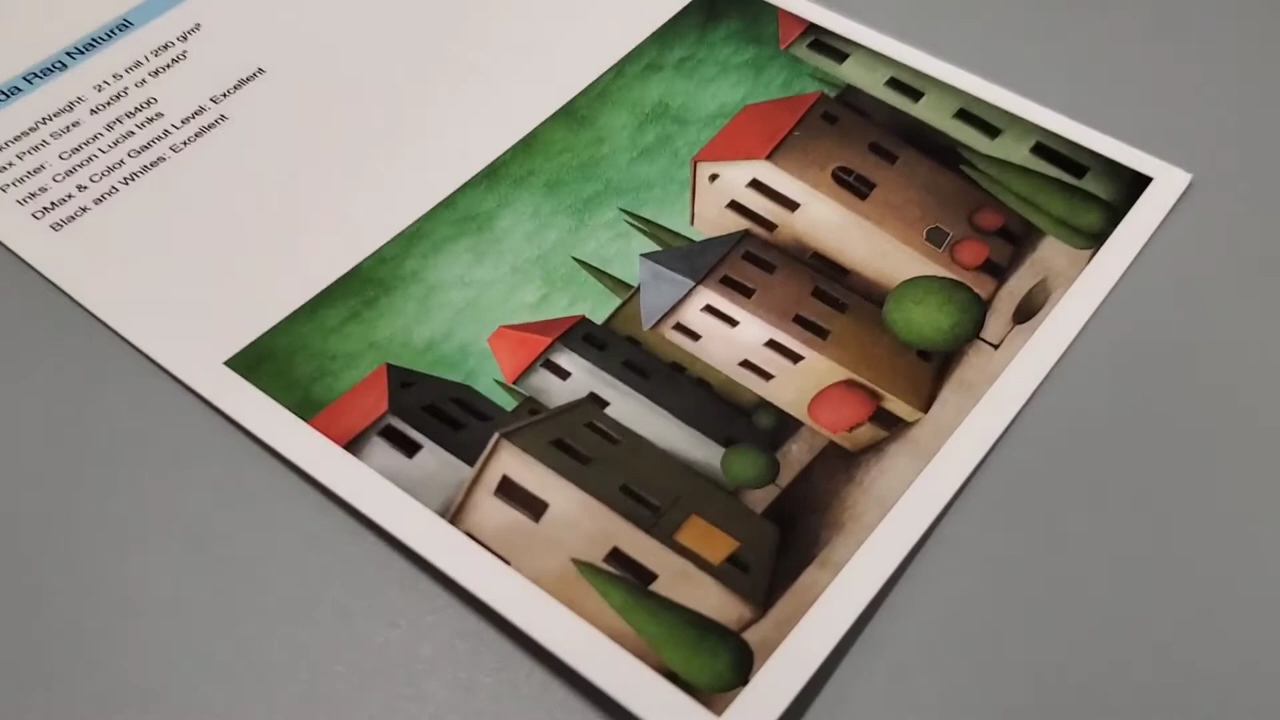 da Rag Natural
kness/Weight: 21.5 mil / 290 g/m²
ax Print Size: 40x90" or 90x40"
Printer: Canon iPF8400
Inks: Canon Lucia Inks
DMax & Color Gamut Level: Excellent
Black and Whites: Excellent